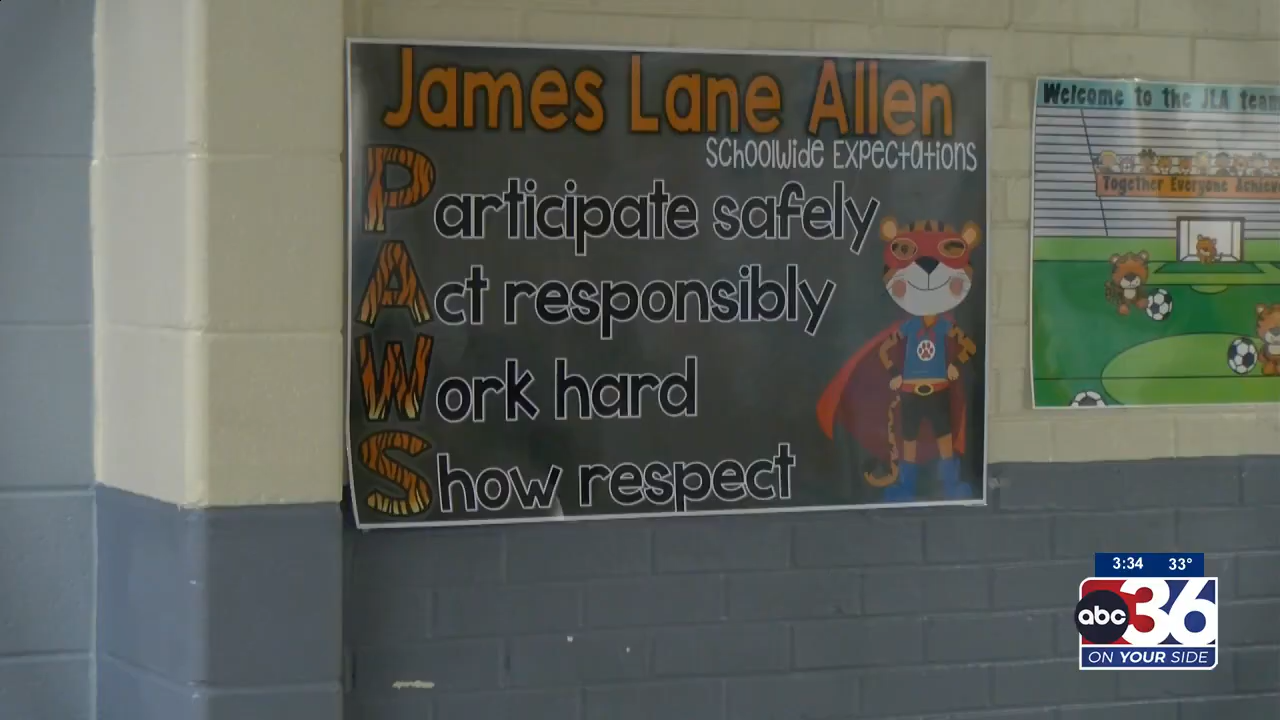 James Lane Allen
Schoolwide Expectations
Participate safely
Act responsibly
Work hard
Show respect
Welcome to the JLA team
Together Everyone
3:34 33°
abc 36
ON YOUR SIDE